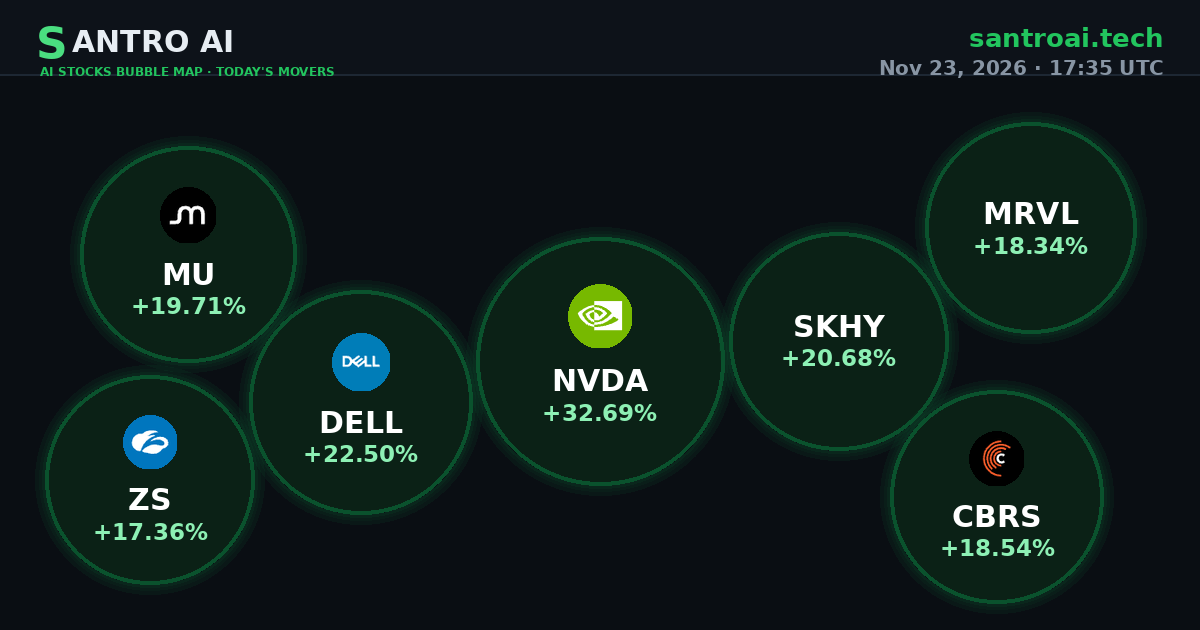 SANTRO AI
AI STOCKS BUBBLE MAP · TODAY'S MOVERS
santroai.tech
Nov 23, 2026 · 17:35 UTC
MU
+19.71%
DELL
DELL
+22.50%
ZS
+17.36%
NVDA
+32.69%
SKHY
+20.68%
MRVL
+18.34%
C
CBRS
+18.54%